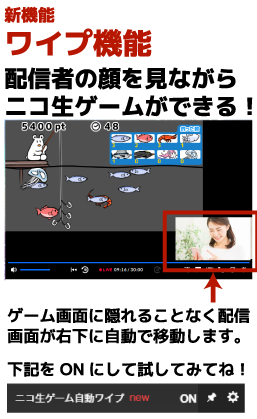 新機能
ワイプ機能
配信者の顔を見ながら
ニコ生ゲームができる！
5400pt
48
LIVE 09:16 / 30:00
ゲーム画面に隠れることなく配信
画面が右下に自動で移動します。
下記を ON にして試してみてね！
ニコ生ゲーム自動ワイプ new ON